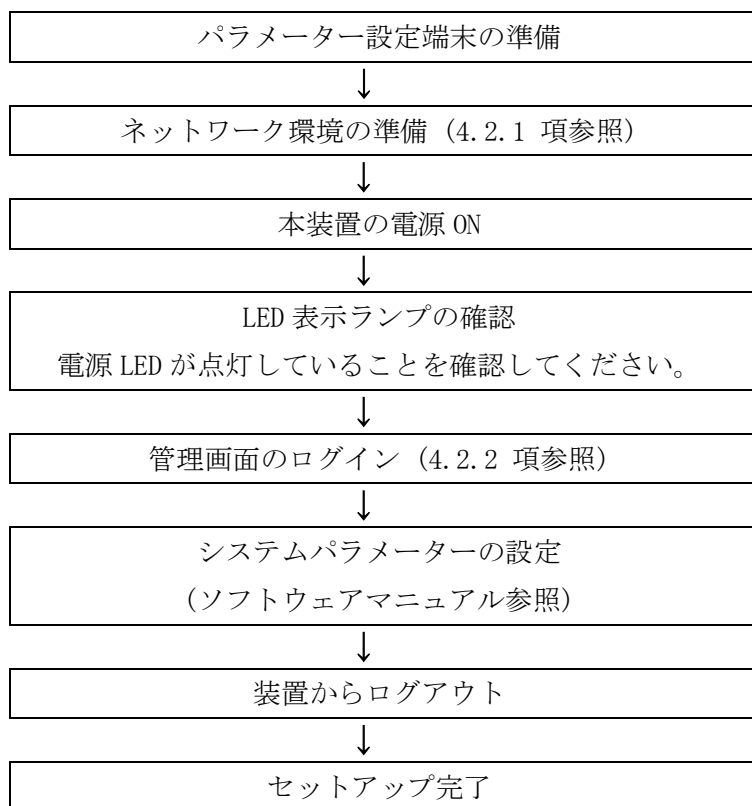 パラメーター設定端末の準備
↓
ネットワーク環境の準備 (4.2.1 項参照)
↓
本装置の電源 ON
↓
LED 表示ランプの確認
電源 LED が点灯していることを確認してください。
↓
管理画面のログイン (4.2.2 項参照)
↓
システムパラメーターの設定
(ソフトウェアマニュアル参照)
↓
装置からログアウト
↓
セットアップ完了